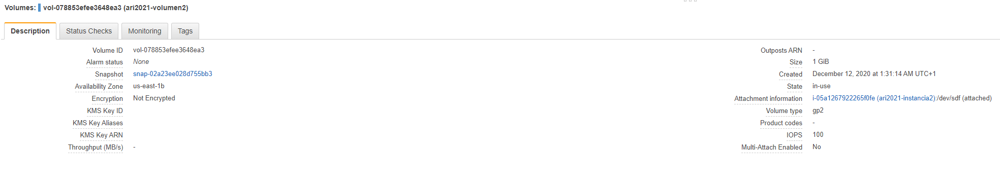 Volumes: vol-078853efee3648ea3 (ari2021-volumen2)
Description Status Checks Monitoring Tags
Volume ID vol-078853efee3648ea3
Alarm status None
Snapshot snap-02a23ee028d755bb3
Availability Zone us-east-1b
Encryption Not Encrypted
KMS Key ID
KMS Key Aliases
KMS Key ARN
Throughput (MB/s) -
Outposts ARN -
Size 1 GiB
Created December 12, 2020 at 1:31:14 AM UTC+1
State in-use
Attachment information i-05a1267922265f0fe (ari2021-instancia2):/dev/sdf (attached)
Volume type gp2
Product codes -
IOPS 100
Multi-Attach Enabled No